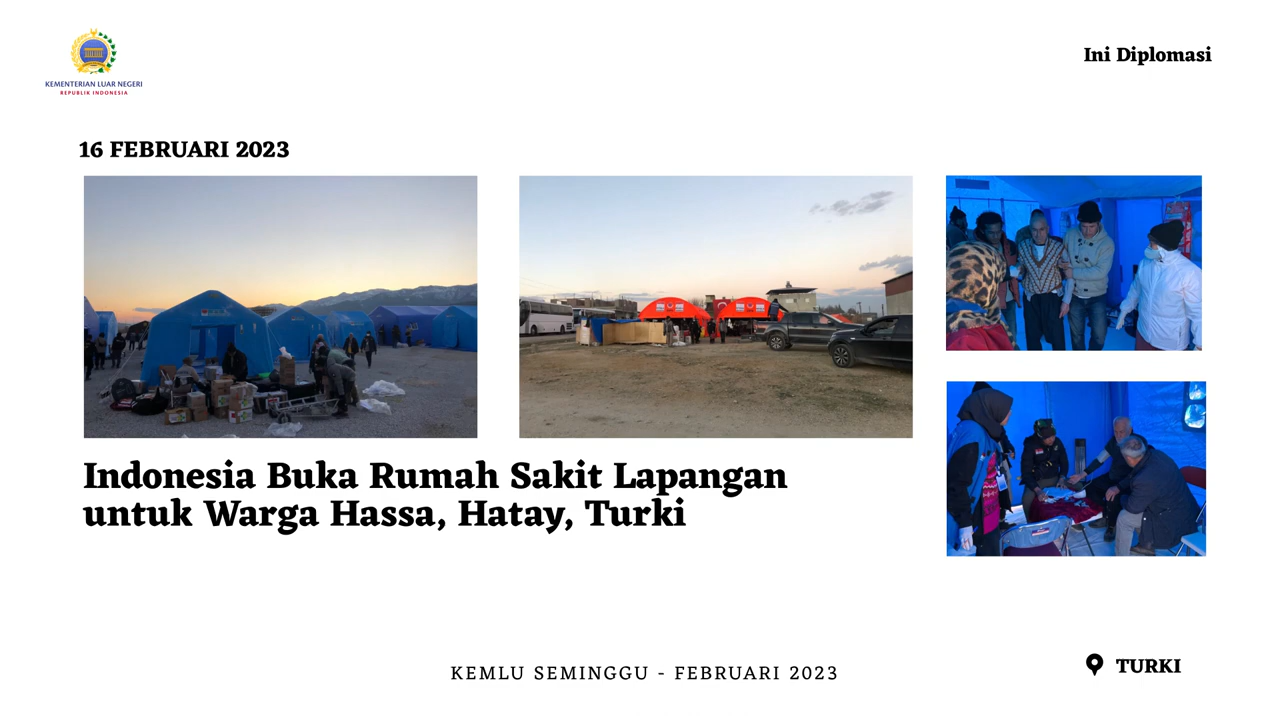 KEMENTERIAN LUAR NEGERI
REPUBLIK INDONESIA
Ini Diplomasi
16 FEBRUARI 2023
Indonesia Buka Rumah Sakit Lapangan
untuk Warga Hassa, Hatay, Turki
KEMLU SEMINGGU - FEBRUARI 2023
TURKI